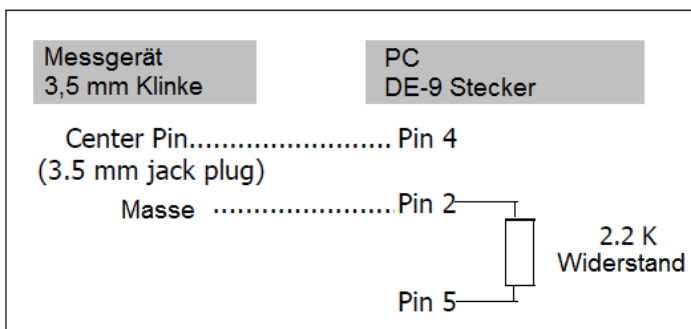 Messgerät
3,5 mm Klinke
PC
DE-9 Stecker
Center Pin......................... Pin 4
(3.5 mm jack plug)
Masse .......................Pin 2
2.2 K
Widerstand
Pin 5